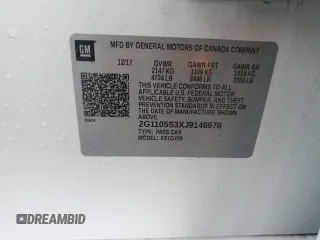 GM
MFD BY GENERAL MOTORS OF CANADA COMPANY
12/17 GVWR GAWR FRT GAWR RR
2147 KG 1109 KG 1038 KG
4734 LB 2446 LB
THIS VEHICLE CONFORMS TO ALL
APPLICABLE U.S. FEDERAL MOTOR
VEHICLE SAFETY, BUMPER, AND THEFT
PREVENTION STANDARDS IN EFFECT ON
THE DATE OF MANUFACTURE SHOWN
ABOVE.
2G1105S3XJ9146978
TYPE: PASS CAR
MODEL:
DREAMBID